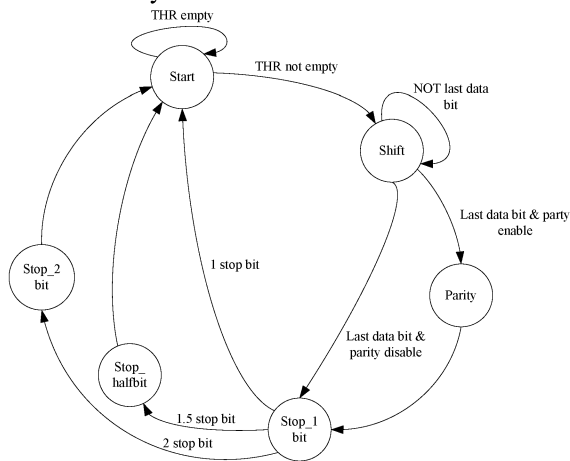 THR empty
Start
THR not empty
NOT last data
bit
Shift
Last data bit & party
enable
1 stop bit
Stop_2
bit
Parity
Last data bit &
parity disable
Stop_
halfbit
1.5 stop bit
Stop_1
bit
2 stop bit